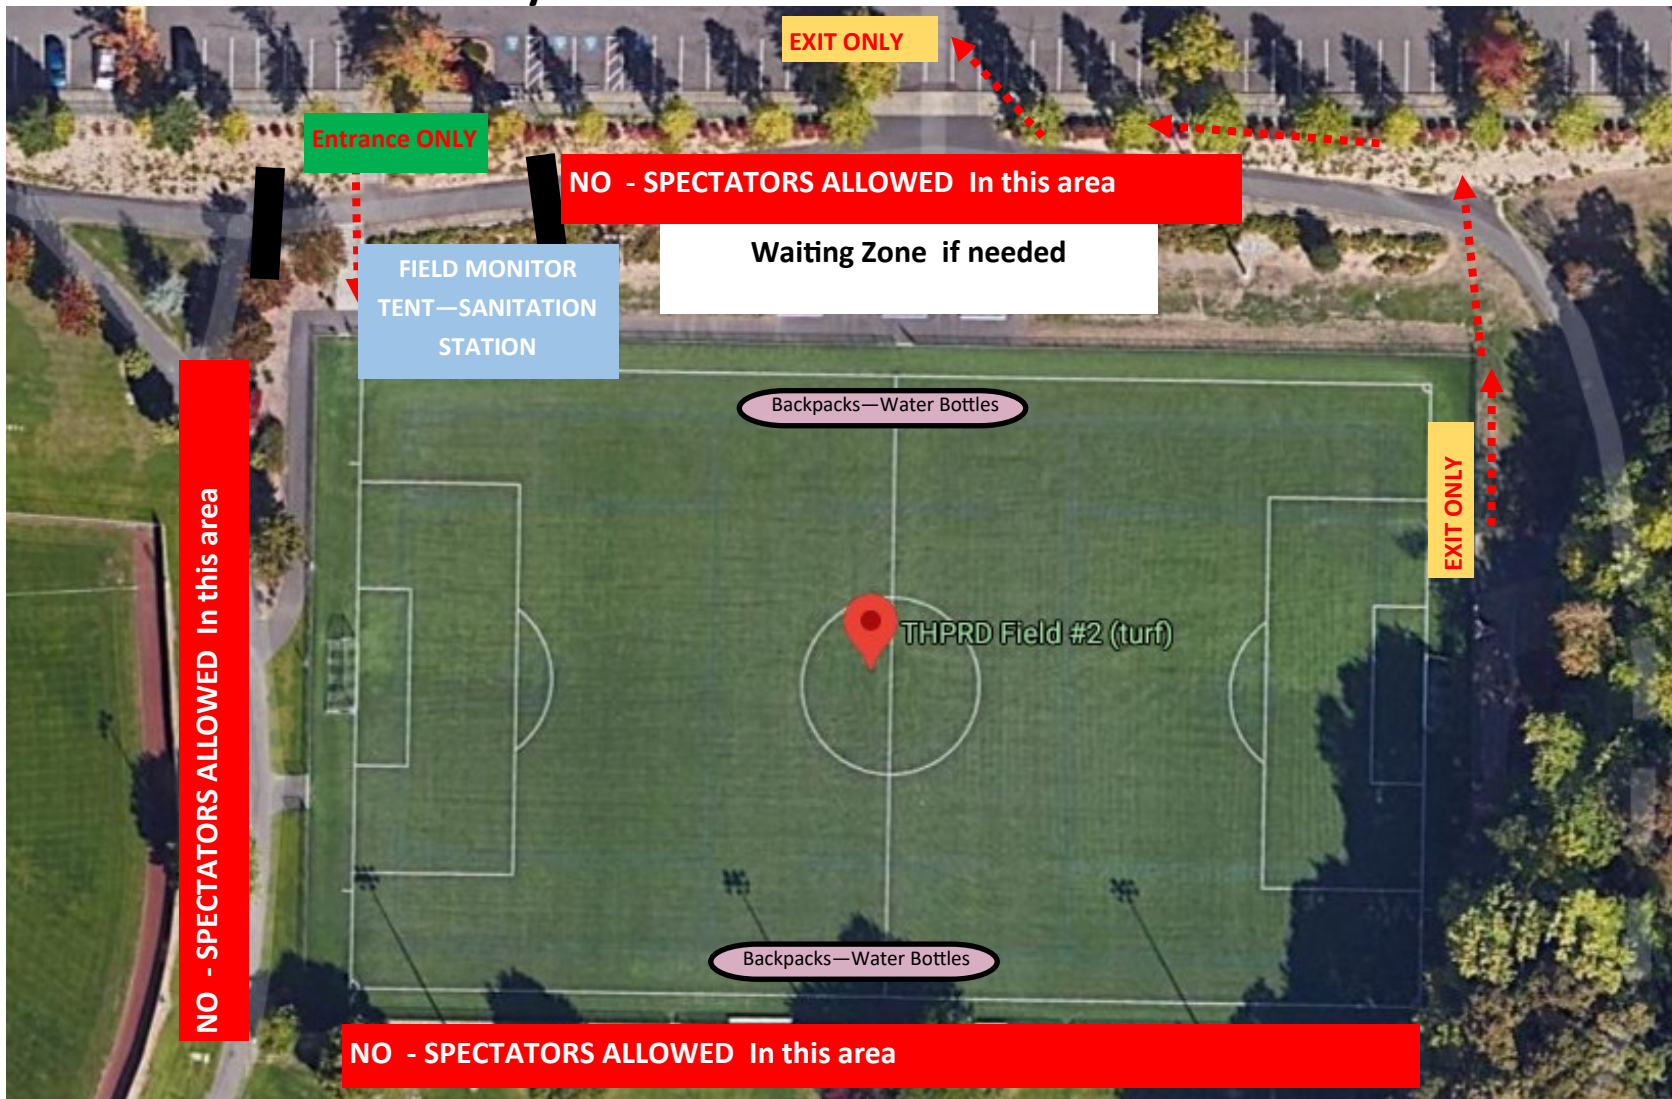 EXIT ONLY
Entrance ONLY
NO - SPECTATORS ALLOWED In this area
Waiting Zone if needed
FIELD MONITOR
TENT—SANITATION
STATION
Backpacks—Water Bottles
EXIT ONLY
NO - SPECTATORS ALLOWED In this area
THPRD Field #2 (turf)
Backpacks—Water Bottles
NO - SPECTATORS ALLOWED In this area